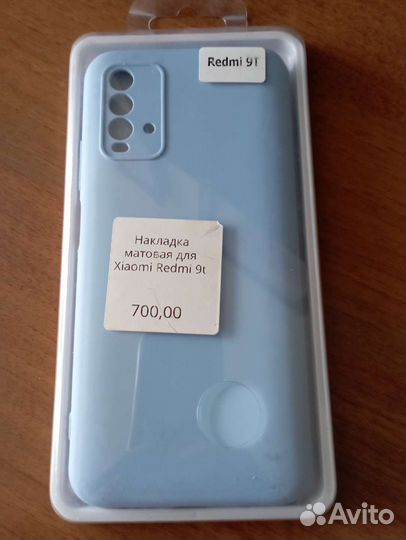 Redmi 9T
Накладка
матовая для
Xiaomi Redmi 9t
700,00
Avito